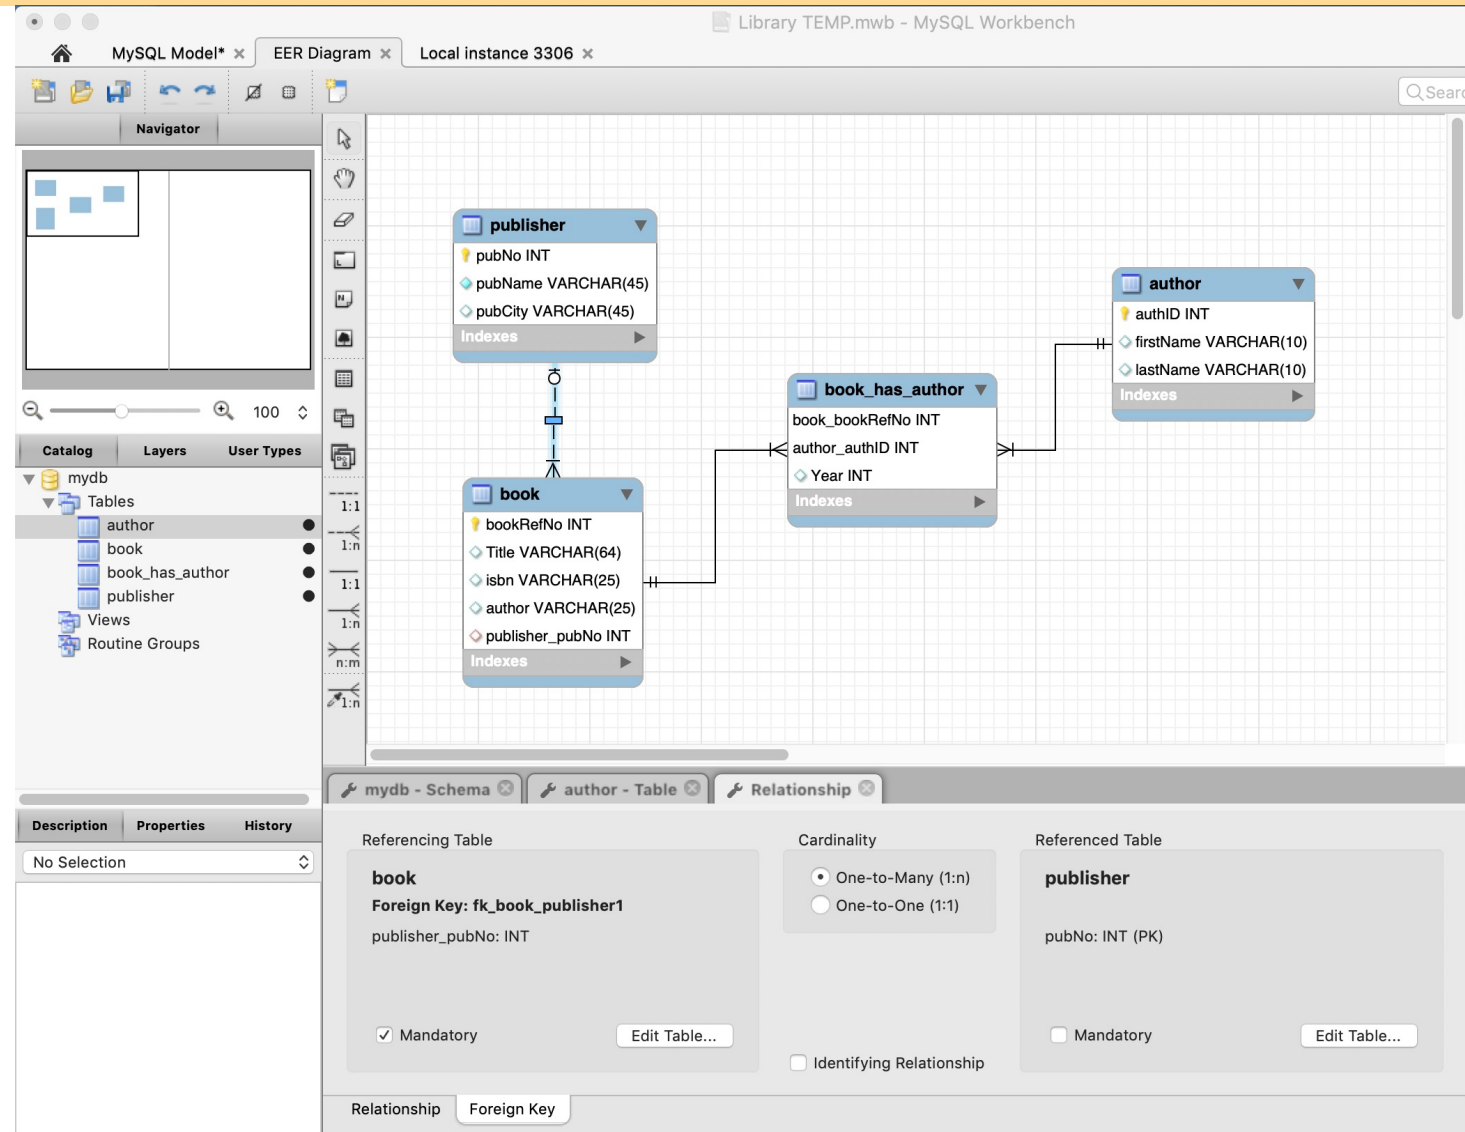 Library TEMP.mwb - MySQL Workbench
MySQL Model* EER Diagram Local instance 3306
Navigator
100
Catalog Layers User Types
mydb
Tables
author
book
book_has_author
publisher
Views
Routine Groups
Description Properties History
No Selection
1:1
1:n
1:1
1:n
n:m
1:n
publisher
pubNo INT
pubName VARCHAR(45)
pubCity VARCHAR(45)
Indexes
book
bookRefNo INT
Title VARCHAR(64)
isbn VARCHAR(25)
author VARCHAR(25)
publisher_pubNo INT
Indexes
book_has_author
book_bookRefNo INT
author_authID INT
Year INT
Indexes
author
authID INT
firstName VARCHAR(10)
lastName VARCHAR(10)
Indexes
mydb - Schema author - Table Relationship
Referencing Table
book
Foreign Key: fk_book_publisher1
publisher_pubNo: INT
Mandatory Edit Table...
Cardinality
One-to-Many (1:n)
One-to-One (1:1)
Identifying Relationship
Referenced Table
publisher
pubNo: INT (PK)
Mandatory Edit Table...
Relationship Foreign Key